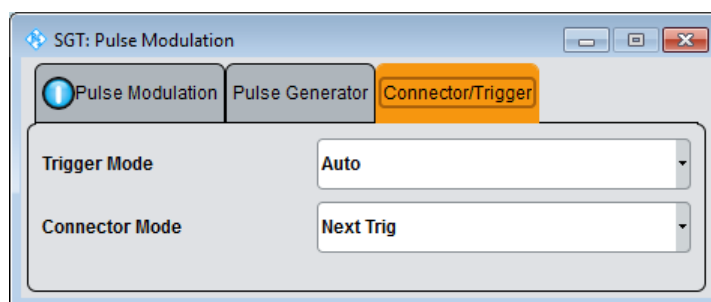 SGT: Pulse Modulation
Pulse Modulation Pulse Generator Connector/Trigger
Trigger Mode Auto
Connector Mode Next Trig